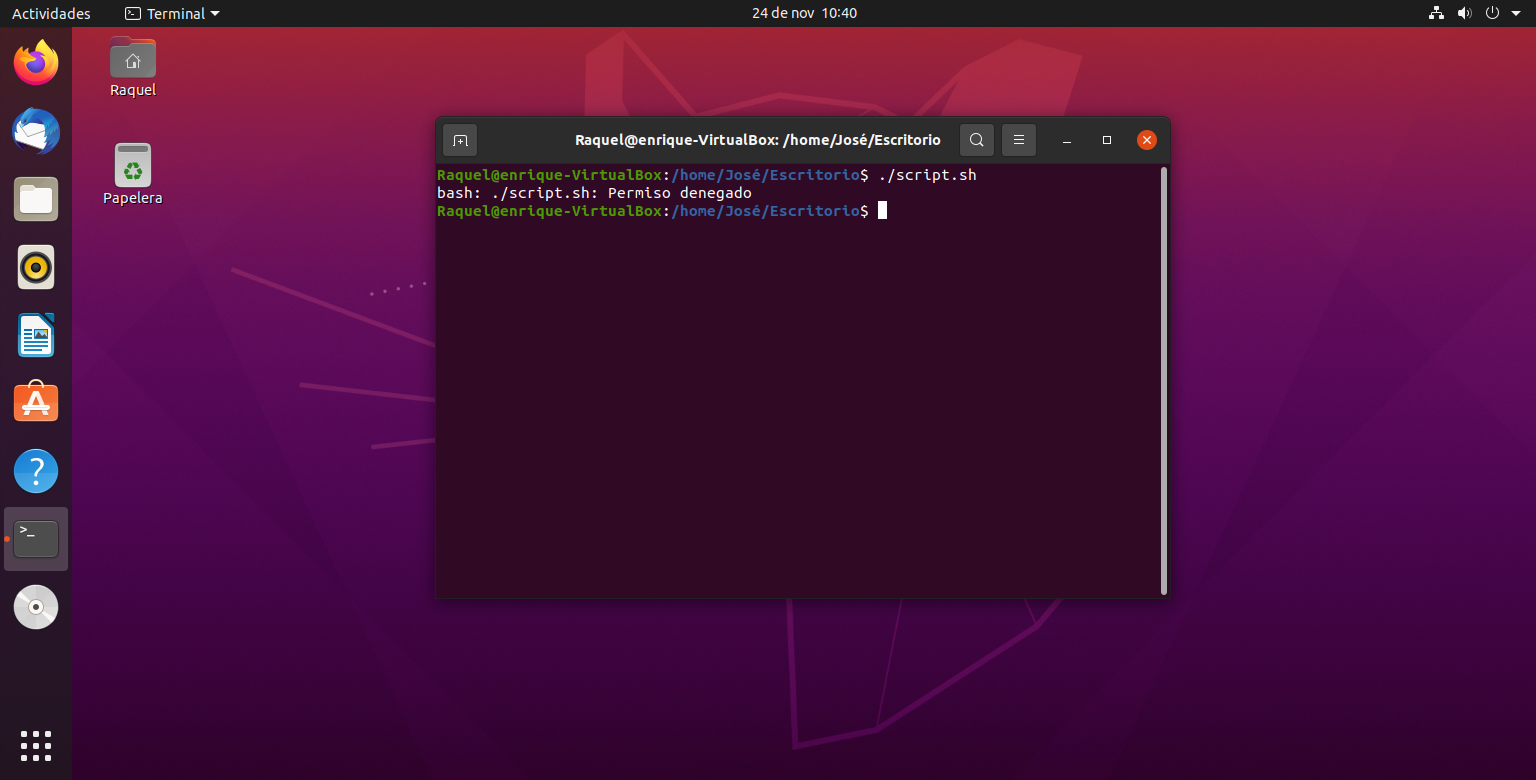 Actividades
Terminal
24 de nov 10:40
Raquel
Papelera
Raquel@enrique-VirtualBox: /home/José/Escritorio
Raquel@enrique-VirtualBox:/home/José/Escritorio$ ./script.sh
bash: ./script.sh: Permiso denegado
Raquel@enrique-VirtualBox:/home/José/Escritorio$